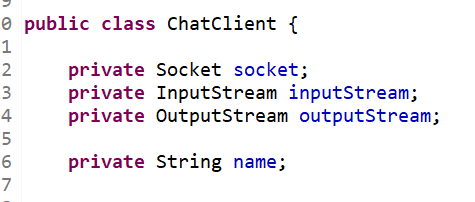 9
0 public class ChatClient {
1
2     private Socket socket;
3     private InputStream inputStream;
4     private OutputStream outputStream;
5
6     private String name;
7